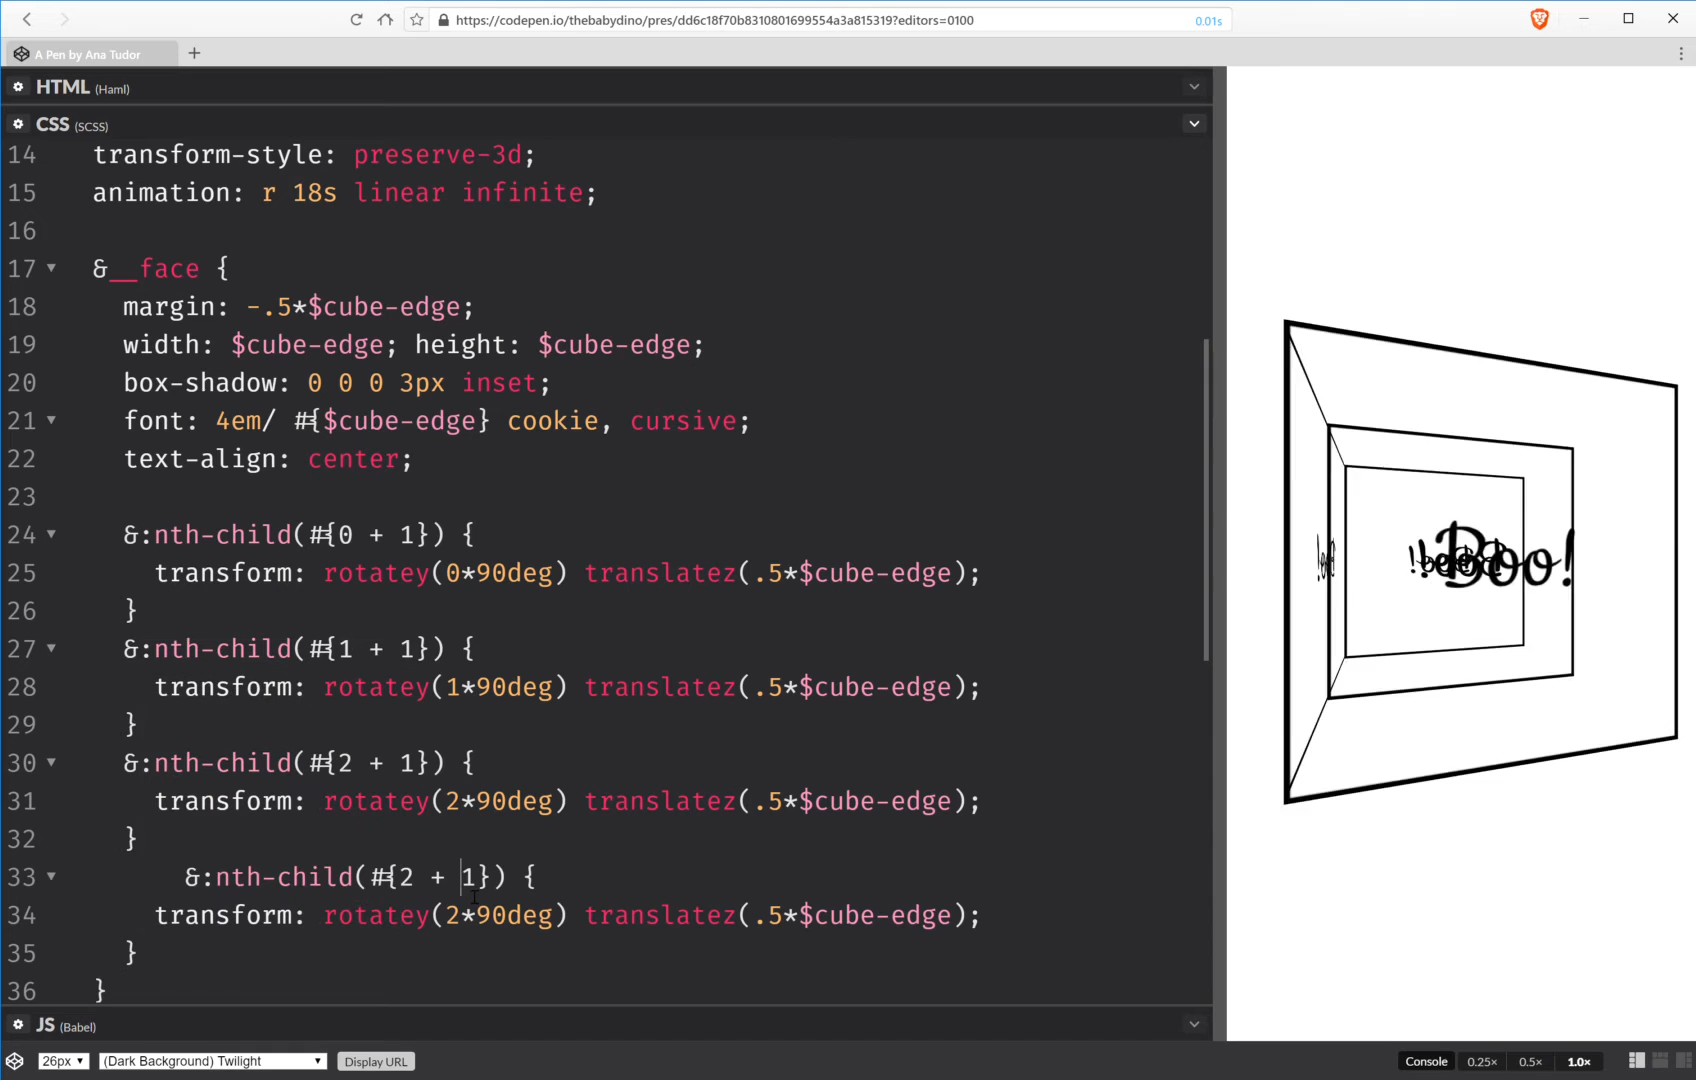 https://codepen.io/thebabydino/pres/dd6c18f70b8310801699554a3a815319?editors=0100
0.01s
A Pen by Ana Tudor
HTML (Haml)
CSS (SCSS)
14 transform-style: preserve-3d;
15 animation: r 18s linear infinite;
16
17 &__face {
18 margin: -.5*$cube-edge;
19 width: $cube-edge; height: $cube-edge;
20 box-shadow: 0 0 0 3px inset;
21 font: 4em/ #{$cube-edge} cookie, cursive;
22 text-align: center;
23
24 &:nth-child(#{0 + 1}) {
25 transform: rotatey(0*90deg) translatez(.5*$cube-edge);
26 }
27 &:nth-child(#{1 + 1}) {
28 transform: rotatey(1*90deg) translatez(.5*$cube-edge);
29 }
30 &:nth-child(#{2 + 1}) {
31 transform: rotatey(2*90deg) translatez(.5*$cube-edge);
32 }
33 &:nth-child(#{2 + 1}) {
34 transform: rotatey(2*90deg) translatez(.5*$cube-edge);
35 }
36 }
Boo!
JS (Babel)
26px (Dark Background) Twilight Display URL
Console 0.25× 0.5× 1.0×